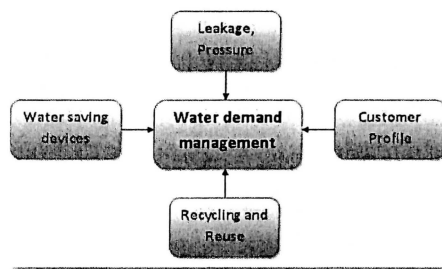 Leakage,
Pressure
Water saving
devices
Water demand
management
Customer
Profile
Recycling and
Reuse